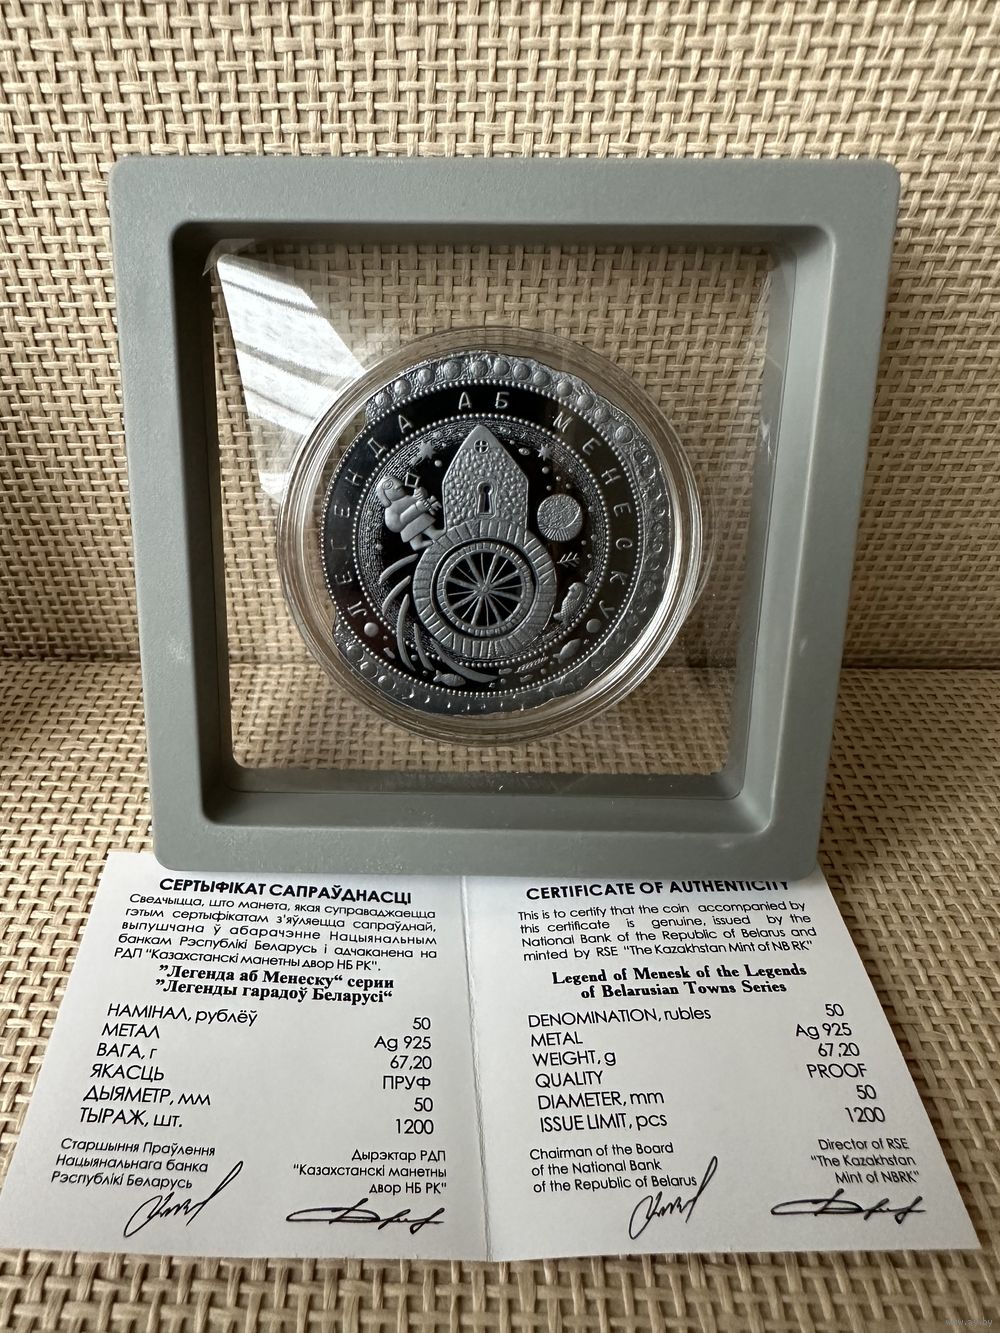 ЛЕГЕНДА АБ МЕНЕСКУ
СЕРТЫФІКАТ САПРАЎДНАСЦІ
Сведчыцца, што манета, якая суправаджаецца
гэтым сертыфікатам з'яўляецца сапраўднай,
выпушчана ў абарачэнне Нацыянальным
банкам Рэспублікі Беларусь і адчаканена на
РДП "Казахстанскі манетны двор НБ РК".
"Легенда аб Менеску“ серии
"Легенды гарадоў Беларусі“
НАМІНАЛ, рублёў 50
МЕТАЛ Ag 925
ВАГА, г 67,20
ЯКАСЦЬ ПРУФ
ДЫЯМЕТР, мм 50
ТЫРАЖ, шт. 1200
Старшыння Праўлення
Нацыянальнага банка
Рэспублікі Беларусь
Дырэктар РДП
"Казахстанскі манетны
двор НБ РК"
CERTIFICATE OF AUTHENTICITY
This is to certify that the coin accompanied by
this certificate is genuine, issued by the
National Bank of the Republic of Belarus and
minted by RSE "The Kazakhstan Mint of NB RK"
Legend of Menesk of the Legends
of Belarusian Towns Series
DENOMINATION, rubles 50
METAL Ag 925
WEIGHT, g 67,20
QUALITY PROOF
DIAMETER, mm 50
ISSUE LIMIT, pcs 1200
Chairman of the Board
of the National Bank
of the Republic of Belarus
Director of RSE
"The Kazakhstan
Mint of NBRK"
www.ay.by